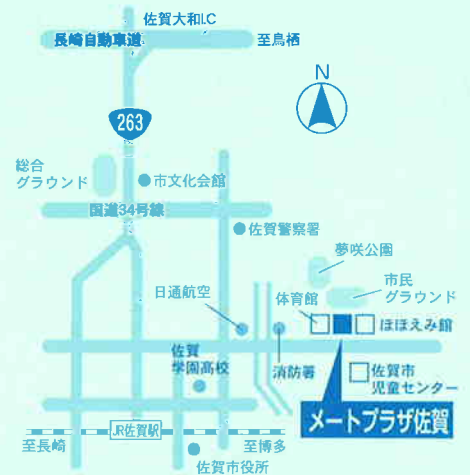 佐賀大和I.C
長崎自動車道
至鳥栖
N
263
総合
グラウンド
市文化会館
国道34号線
佐賀警察署
夢咲公園
市民
グラウンド
日通航空
体育館
ほほえみ館
佐賀
学園高校
消防署
佐賀市
児童センター
メートプラザ佐賀
至長崎
JR佐賀駅
至博多
佐賀市役所